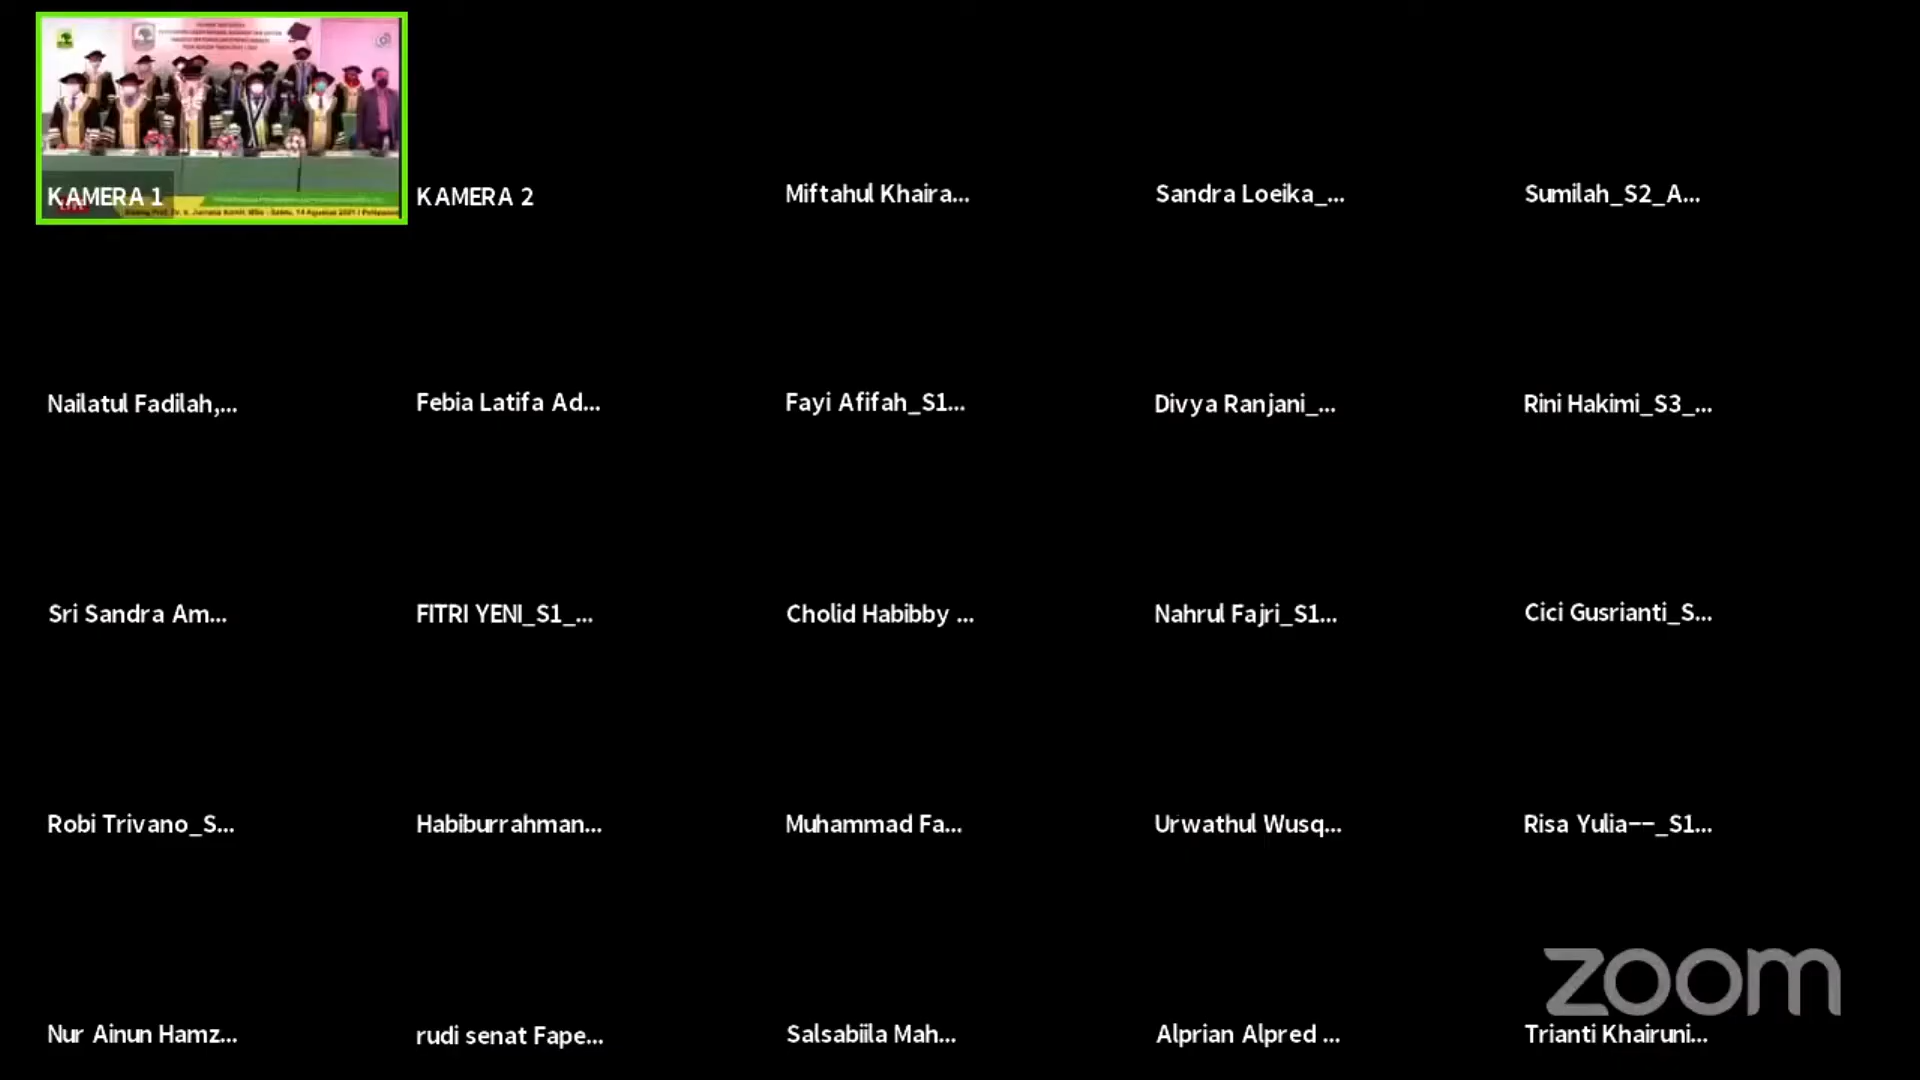 KAMERA 1
KAMERA 2
Miftahul Khaira...
Sandra Loeika_...
Sumilah_S2_A...
Nailatul Fadilah,...
Febia Latifa Ad...
Fayi Afifah_S1...
Divya Ranjani_...
Rini Hakimi_S3_...
Sri Sandra Am...
FITRI YENI_S1_...
Cholid Habibby ...
Nahrul Fajri_S1...
Cici Gusrianti_S...
Robi Trivano_S...
Habiburrahman...
Muhammad Fa...
Urwathul Wusq...
Risa Yulia--_S1...
zoom
Nur Ainun Hamz...
rudi senat Fape...
Salsabiila Mah...
Alprian Alpred ...
Trianti Khairuni...